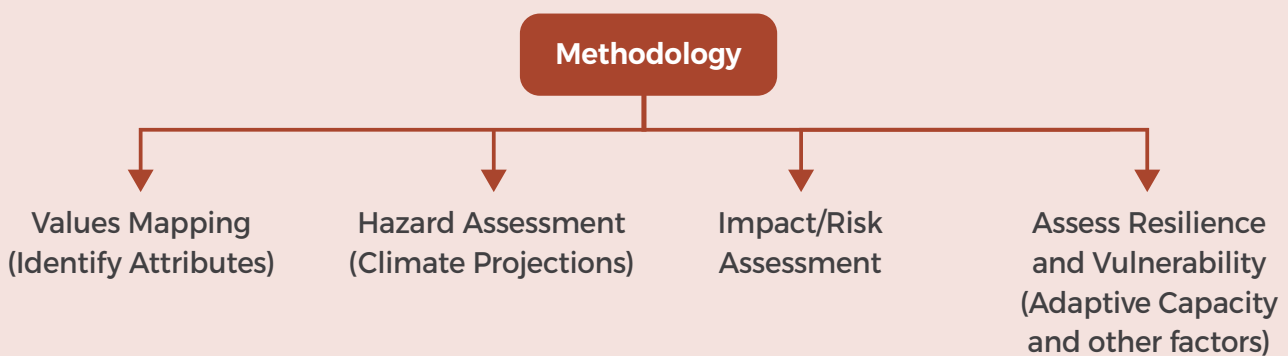 Methodology
Values Mapping
(Identify Attributes)
Hazard Assessment
(Climate Projections)
Impact/Risk
Assessment
Assess Resilience
and Vulnerability
(Adaptive Capacity
and other factors)